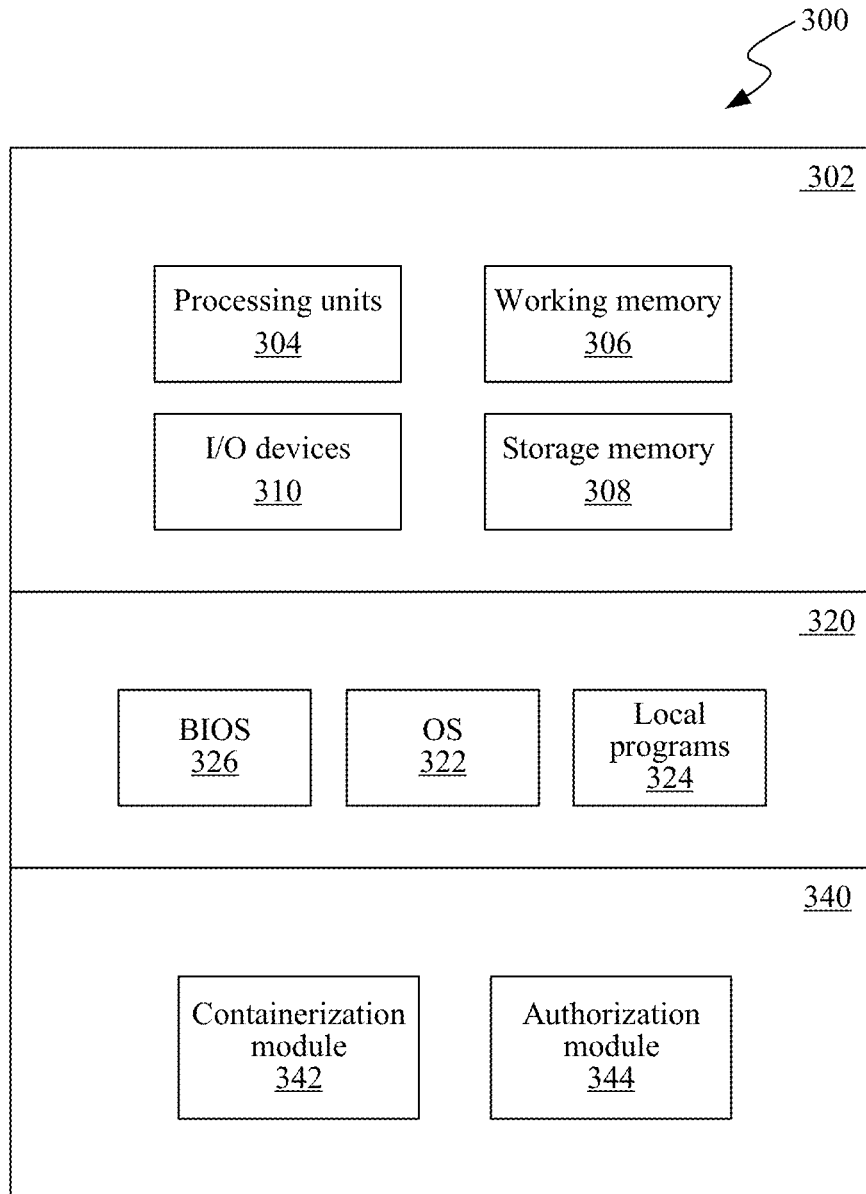 300
302
Processing units
304
Working memory
306
I/O devices
310
Storage memory
308
320
BIOS
326
OS
322
Local
programs
324
340
Containerization
module
342
Authorization
module
344